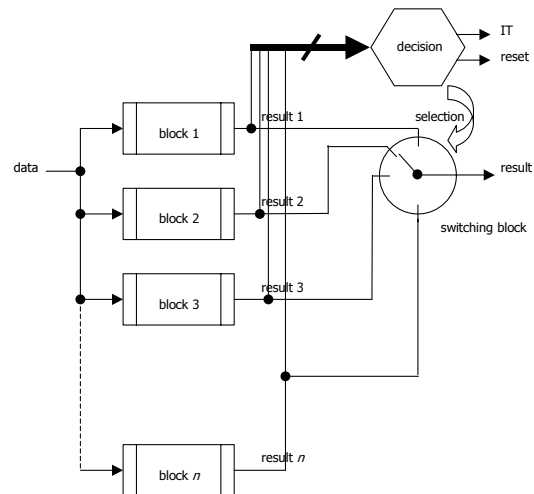 IT
decision
reset
result 1
selection
block 1
data
result
result 2
block 2
switching block
result 3
block 3
result n
block n